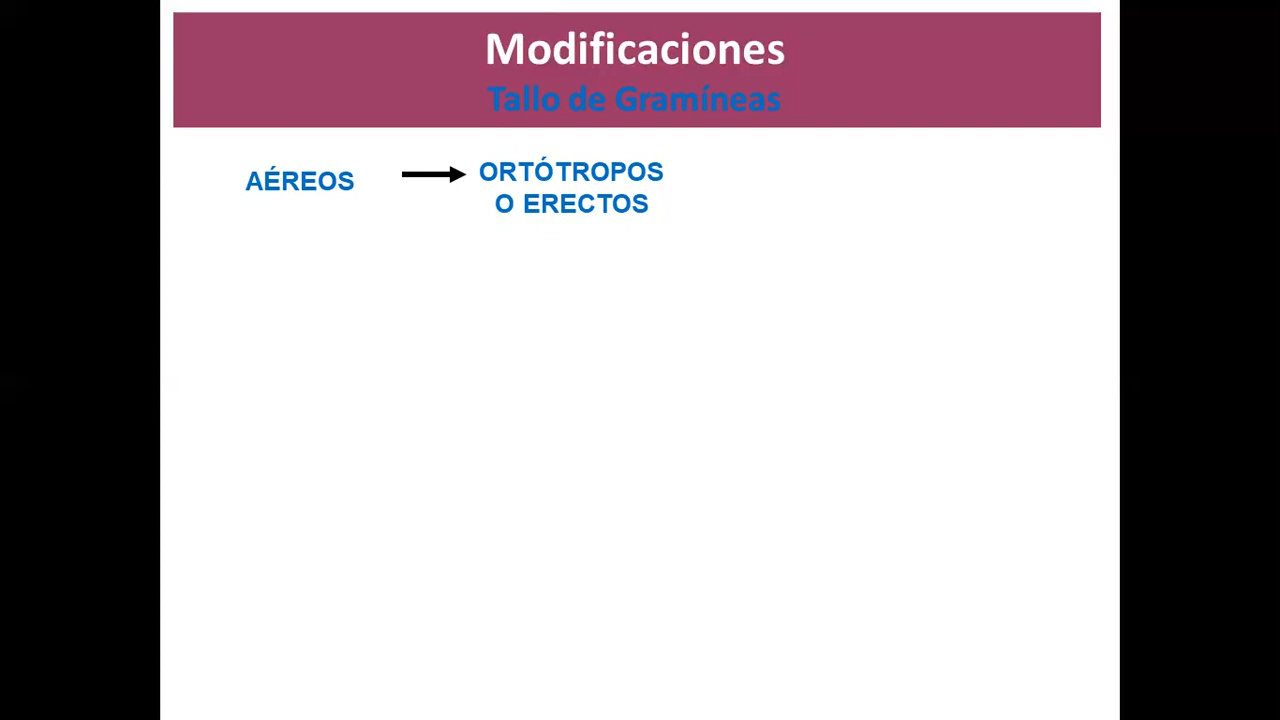 Modificaciones
Tallo de Gramíneas
AÉREOS
ORTÓTROPOS
O ERECTOS